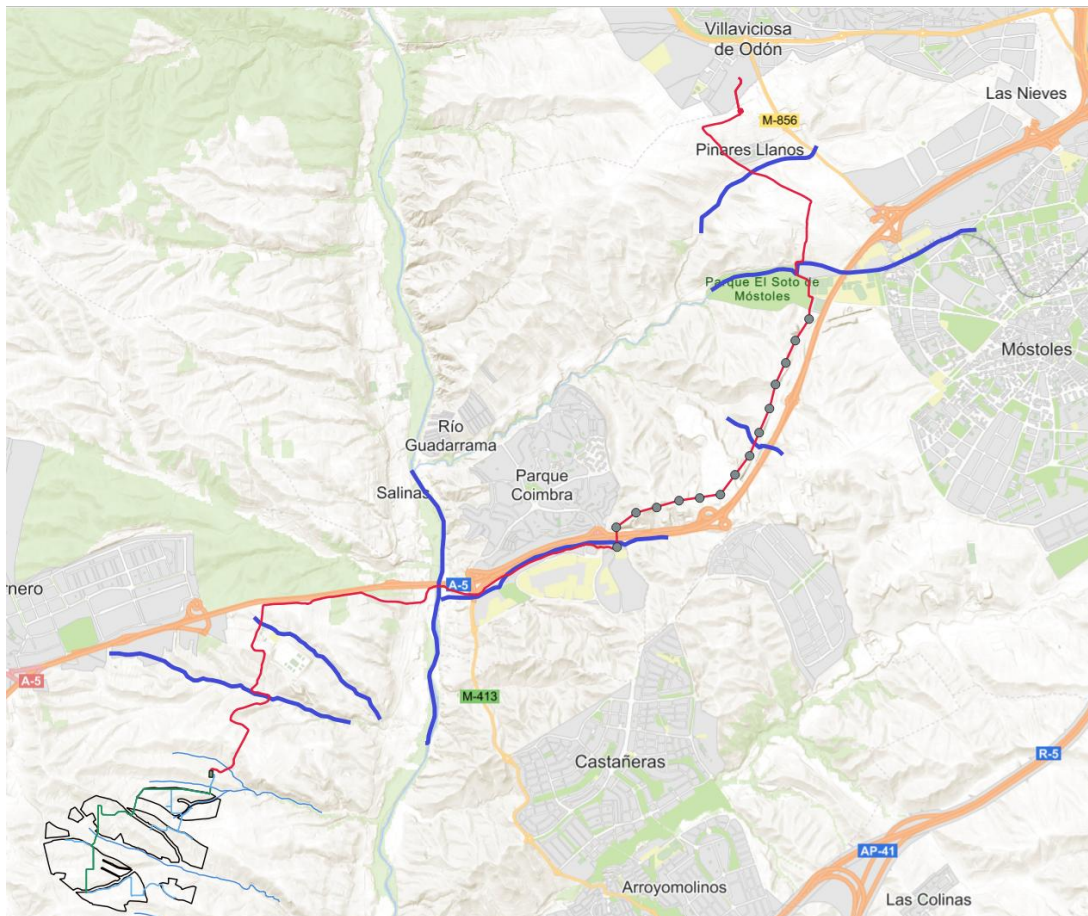 Villaviciosa
de Odón
Las Nieves
M-856
Pinares Llanos
Parque El Soto de
Móstoles
Móstoles
Río
Guadarrama
Parque
Coimbra
Salinas
A-5
rnero
A-5
M-413
Castañeras
R-5
AP-41
Arroyomolinos
Las Colinas